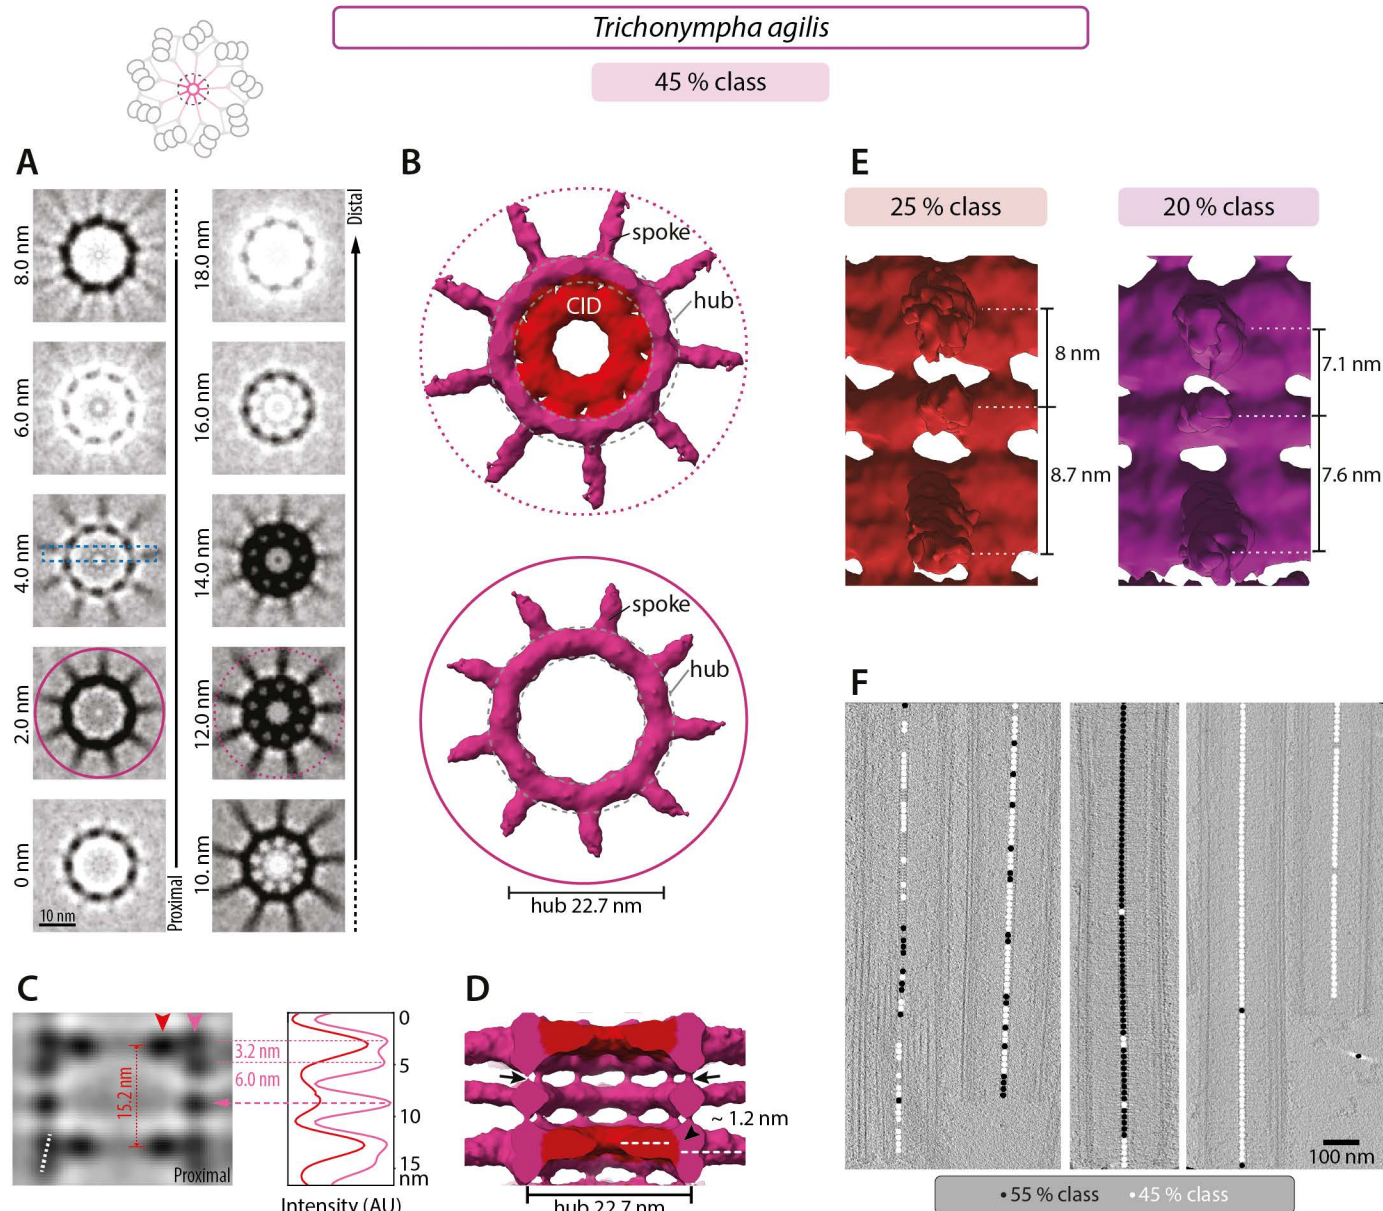 Trichonympha agilis
45 % class
A
8.0 nm
6.0 nm
4.0 nm
2.0 nm
0 nm
10 nm
Proximal
18.0 nm
16.0 nm
14.0 nm
12.0 nm
10. nm
Distal
B
spoke
CID
hub
spoke
hub
hub 22.7 nm
E
25 % class
20 % class
8 nm
8.7 nm
7.1 nm
7.6 nm
C
15.2 nm
Proximal
3.2 nm
6.0 nm
0
5
10
15
nm
Intensity (AU)
D
~ 1.2 nm
hub 22.7 nm
F
100 nm
55 % class
45 % class